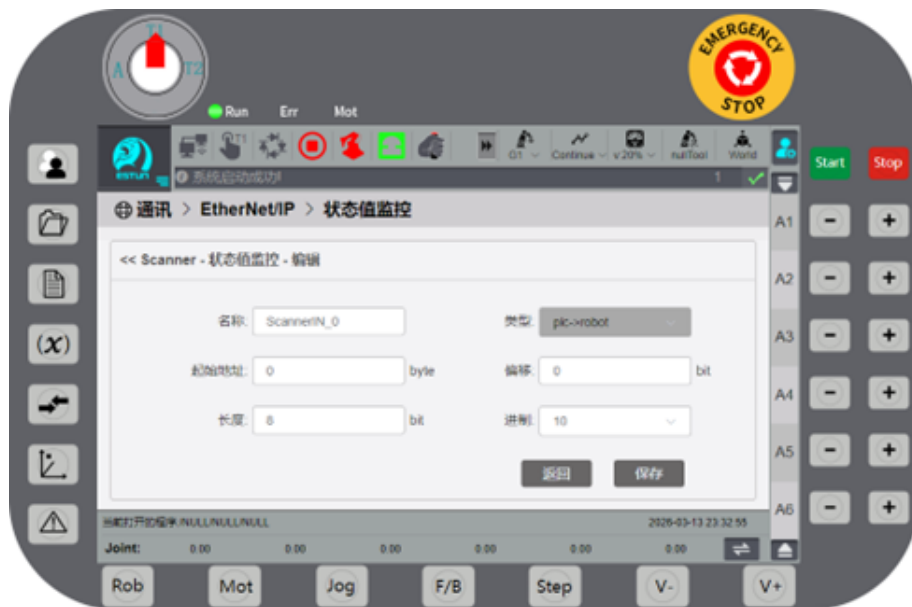 T1
A T2
EMERGENCY
STOP
Run Err Mot
T1
G1 Continue v:20% nullTool World
ESTUN
系统启动成功! 1
Start Stop
通讯 > EtherNet/IP > 状态值监控
A1 - +
<< Scanner - 状态值监控 - 编辑
A2 - +
名称: ScannerIN_0 类型: plc->robot
(x) A3 - +
起始地址: 0 byte 偏移: 0 bit
A4 - +
长度: 8 bit 进制: 10
A5 - +
返回 保存
A6 - +
当前打开的程序:/NULL/NULL/NULL 2026-03-13 23:32:55
Joint: 0.00 0.00 0.00 0.00 0.00 0.00
Rob Mot Jog F/B Step V- V+